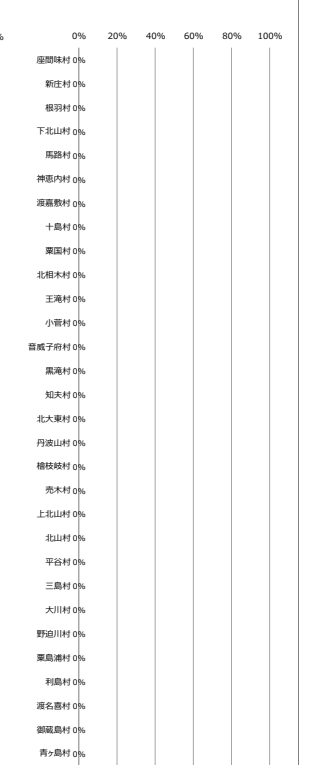 % 0% 20% 40% 60% 80% 100%
座間味村 0%
新庄村 0%
根羽村 0%
下北山村 0%
馬路村 0%
神恵内村 0%
渡嘉敷村 0%
十島村 0%
粟国村 0%
北相木村 0%
王滝村 0%
小菅村 0%
音威子府村 0%
黒滝村 0%
知夫村 0%
北大東村 0%
丹波山村 0%
檜枝岐村 0%
売木村 0%
上北山村 0%
北山村 0%
平谷村 0%
三島村 0%
大川村 0%
野迫川村 0%
粟島浦村 0%
利島村 0%
渡名喜村 0%
御蔵島村 0%
青ヶ島村 0%